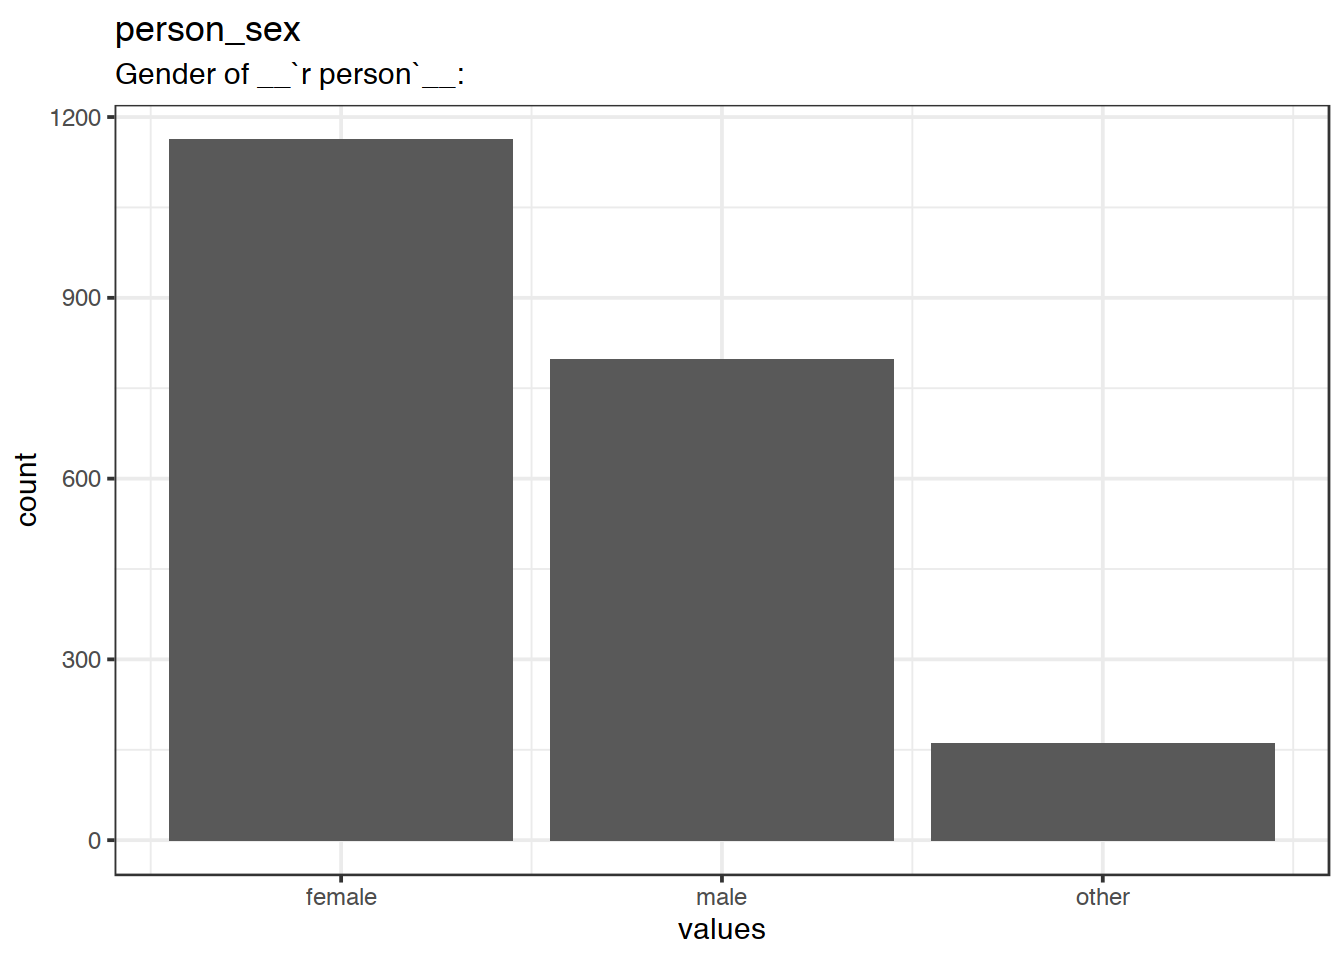 person_sex
Gender of __`r person`__:
1200
900
600
300
0
count
female male other
values